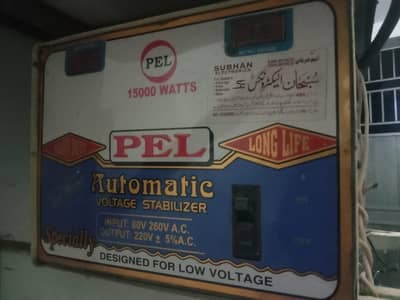 PEL
15000 WATTS
SUBHAN
ELECTRONICS
سبحان الیکٹرونکس
PEL
LONG LIFE
Automatic
VOLTAGE STABILIZER
INPUT: 80V 260V A.C.
OUTPUT: 220V ± 5% A.C.
Specially
DESIGNED FOR LOW VOLTAGE